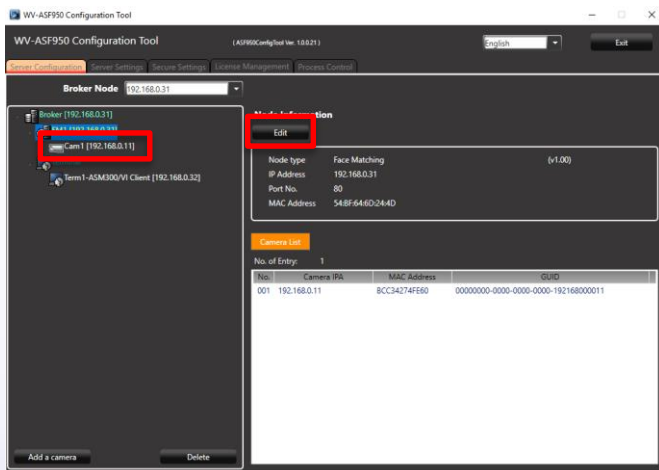 WV-ASF950 Configuration Tool
WV-ASF950 Configuration Tool
( ASF950ConfigTool Ver. 1.0.0.21 )
English
Exit
Server Configuration
Server Settings
Secure Settings
License Management
Process Control
Broker Node
192.168.0.31
Broker [192.168.0.31]
Cam1 [192.168.0.11]
Term1-ASM300/VI Client [192.168.0.32]
Add a camera
Delete
Node Information
Edit
Node type Face Matching (v1.00)
IP Address 192.168.0.31
Port No. 80
MAC Address 54:BF:64:6D:24:4D
Camera List
No. of Entry: 1
No. Camera IPA MAC Address GUID
001 192.168.0.11 BCC34274FE60 00000000-0000-0000-0000-192168000011